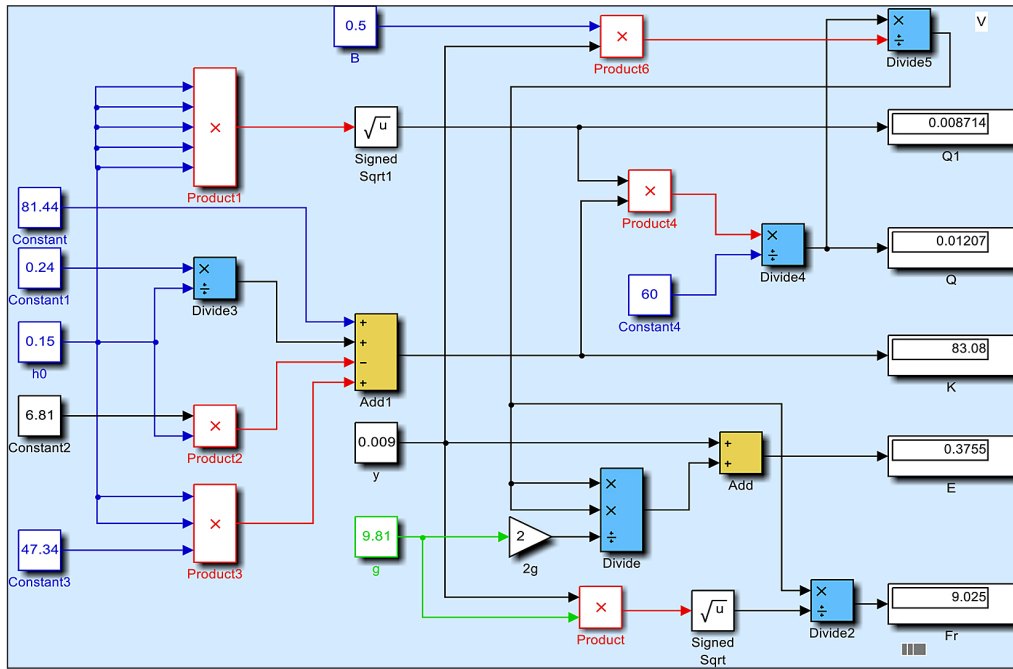 0.5
B
×
Product6
×
÷
Divide5
V
×
Product1
√u
Signed
Sqrt1
0.008714
Q1
81.44
Constant
×
Product4
×
÷
Divide4
0.01207
Q
0.24
Constant1
×
÷
Divide3
60
Constant4
0.15
h0
+
+
−
+
Add1
83.08
K
6.81
Constant2
×
Product2
0.009
y
+
+
Add
0.3755
E
47.34
Constant3
×
Product3
9.81
g
2
2g
×
×
÷
Divide
×
Product
√u
Signed
Sqrt
×
÷
Divide2
9.025
Fr